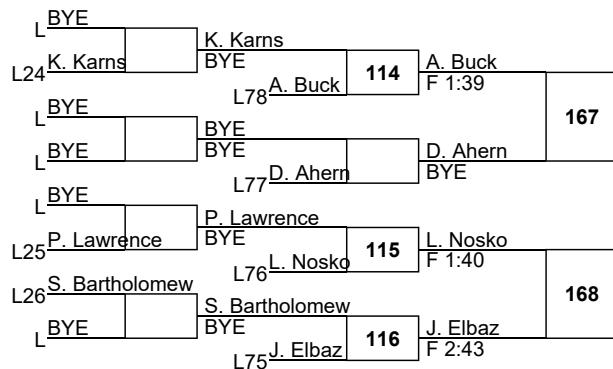 L BYE
L24 K. Karns
K. Karns
BYE
L78 A. Buck
114
A. Buck
F 1:39
167
L BYE
L BYE
BYE
BYE
L77 D. Ahern
D. Ahern
BYE
L BYE
L25 P. Lawrence
P. Lawrence
BYE
L76 L. Nosko
115
L. Nosko
F 1:40
168
L26 S. Bartholomew
L BYE
S. Bartholomew
BYE
L75 J. Elbaz
116
J. Elbaz
F 2:43